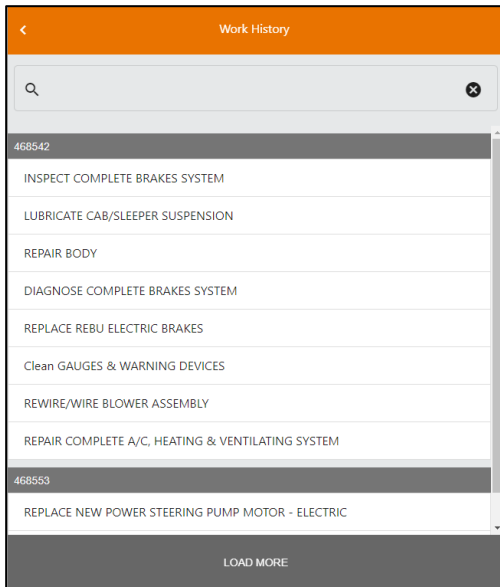 Work History
468542
INSPECT COMPLETE BRAKES SYSTEM
LUBRICATE CAB/SLEEPER SUSPENSION
REPAIR BODY
DIAGNOSE COMPLETE BRAKES SYSTEM
REPLACE REBU ELECTRIC BRAKES
Clean GAUGES & WARNING DEVICES
REWIRE/WIRE BLOWER ASSEMBLY
REPAIR COMPLETE A/C, HEATING & VENTILATING SYSTEM
468553
REPLACE NEW POWER STEERING PUMP MOTOR - ELECTRIC
LOAD MORE